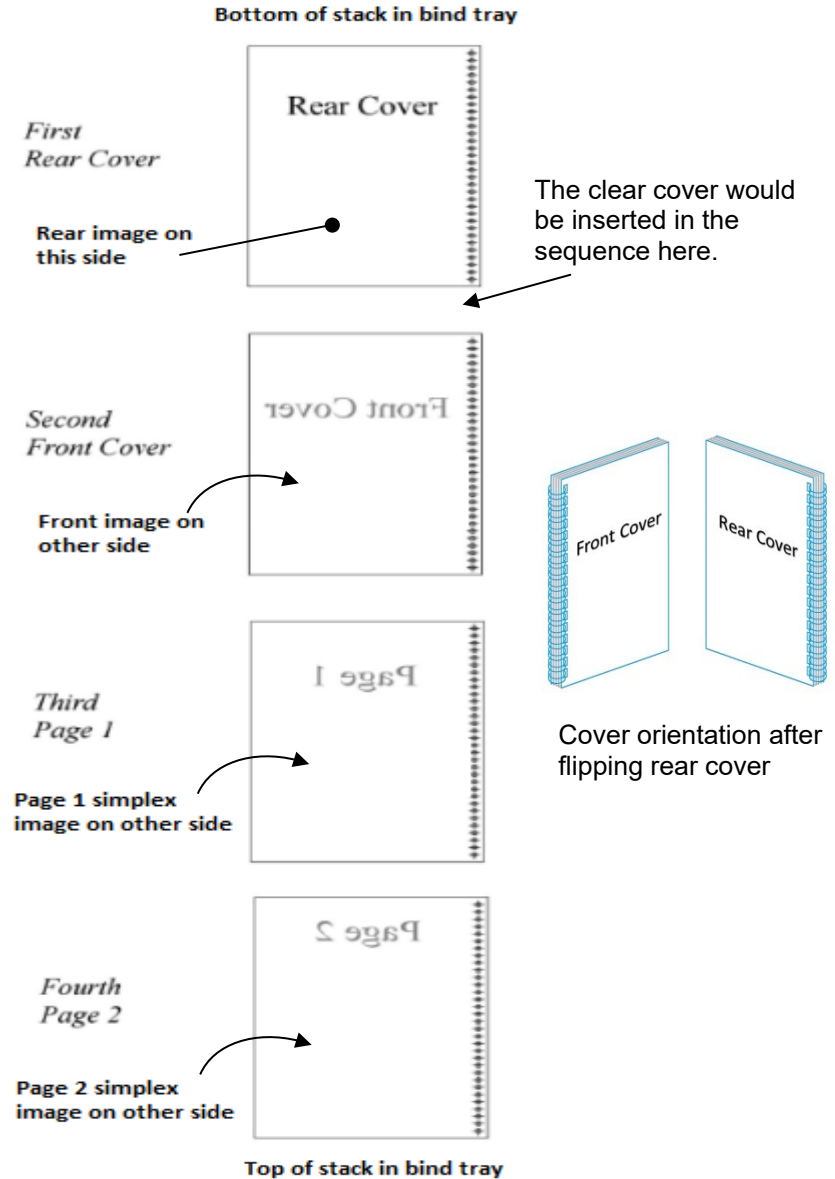 Bottom of stack in bind tray
Rear Cover
First
Rear Cover
Rear image on
this side
The clear cover would
be inserted in the
sequence here.
Front Cover
Second
Front Cover
Front image on
other side
Front Cover
Rear Cover
Cover orientation after
flipping rear cover
Page 1
Third
Page 1
Page 1 simplex
image on other side
Page 2
Fourth
Page 2
Page 2 simplex
image on other side
Top of stack in bind tray